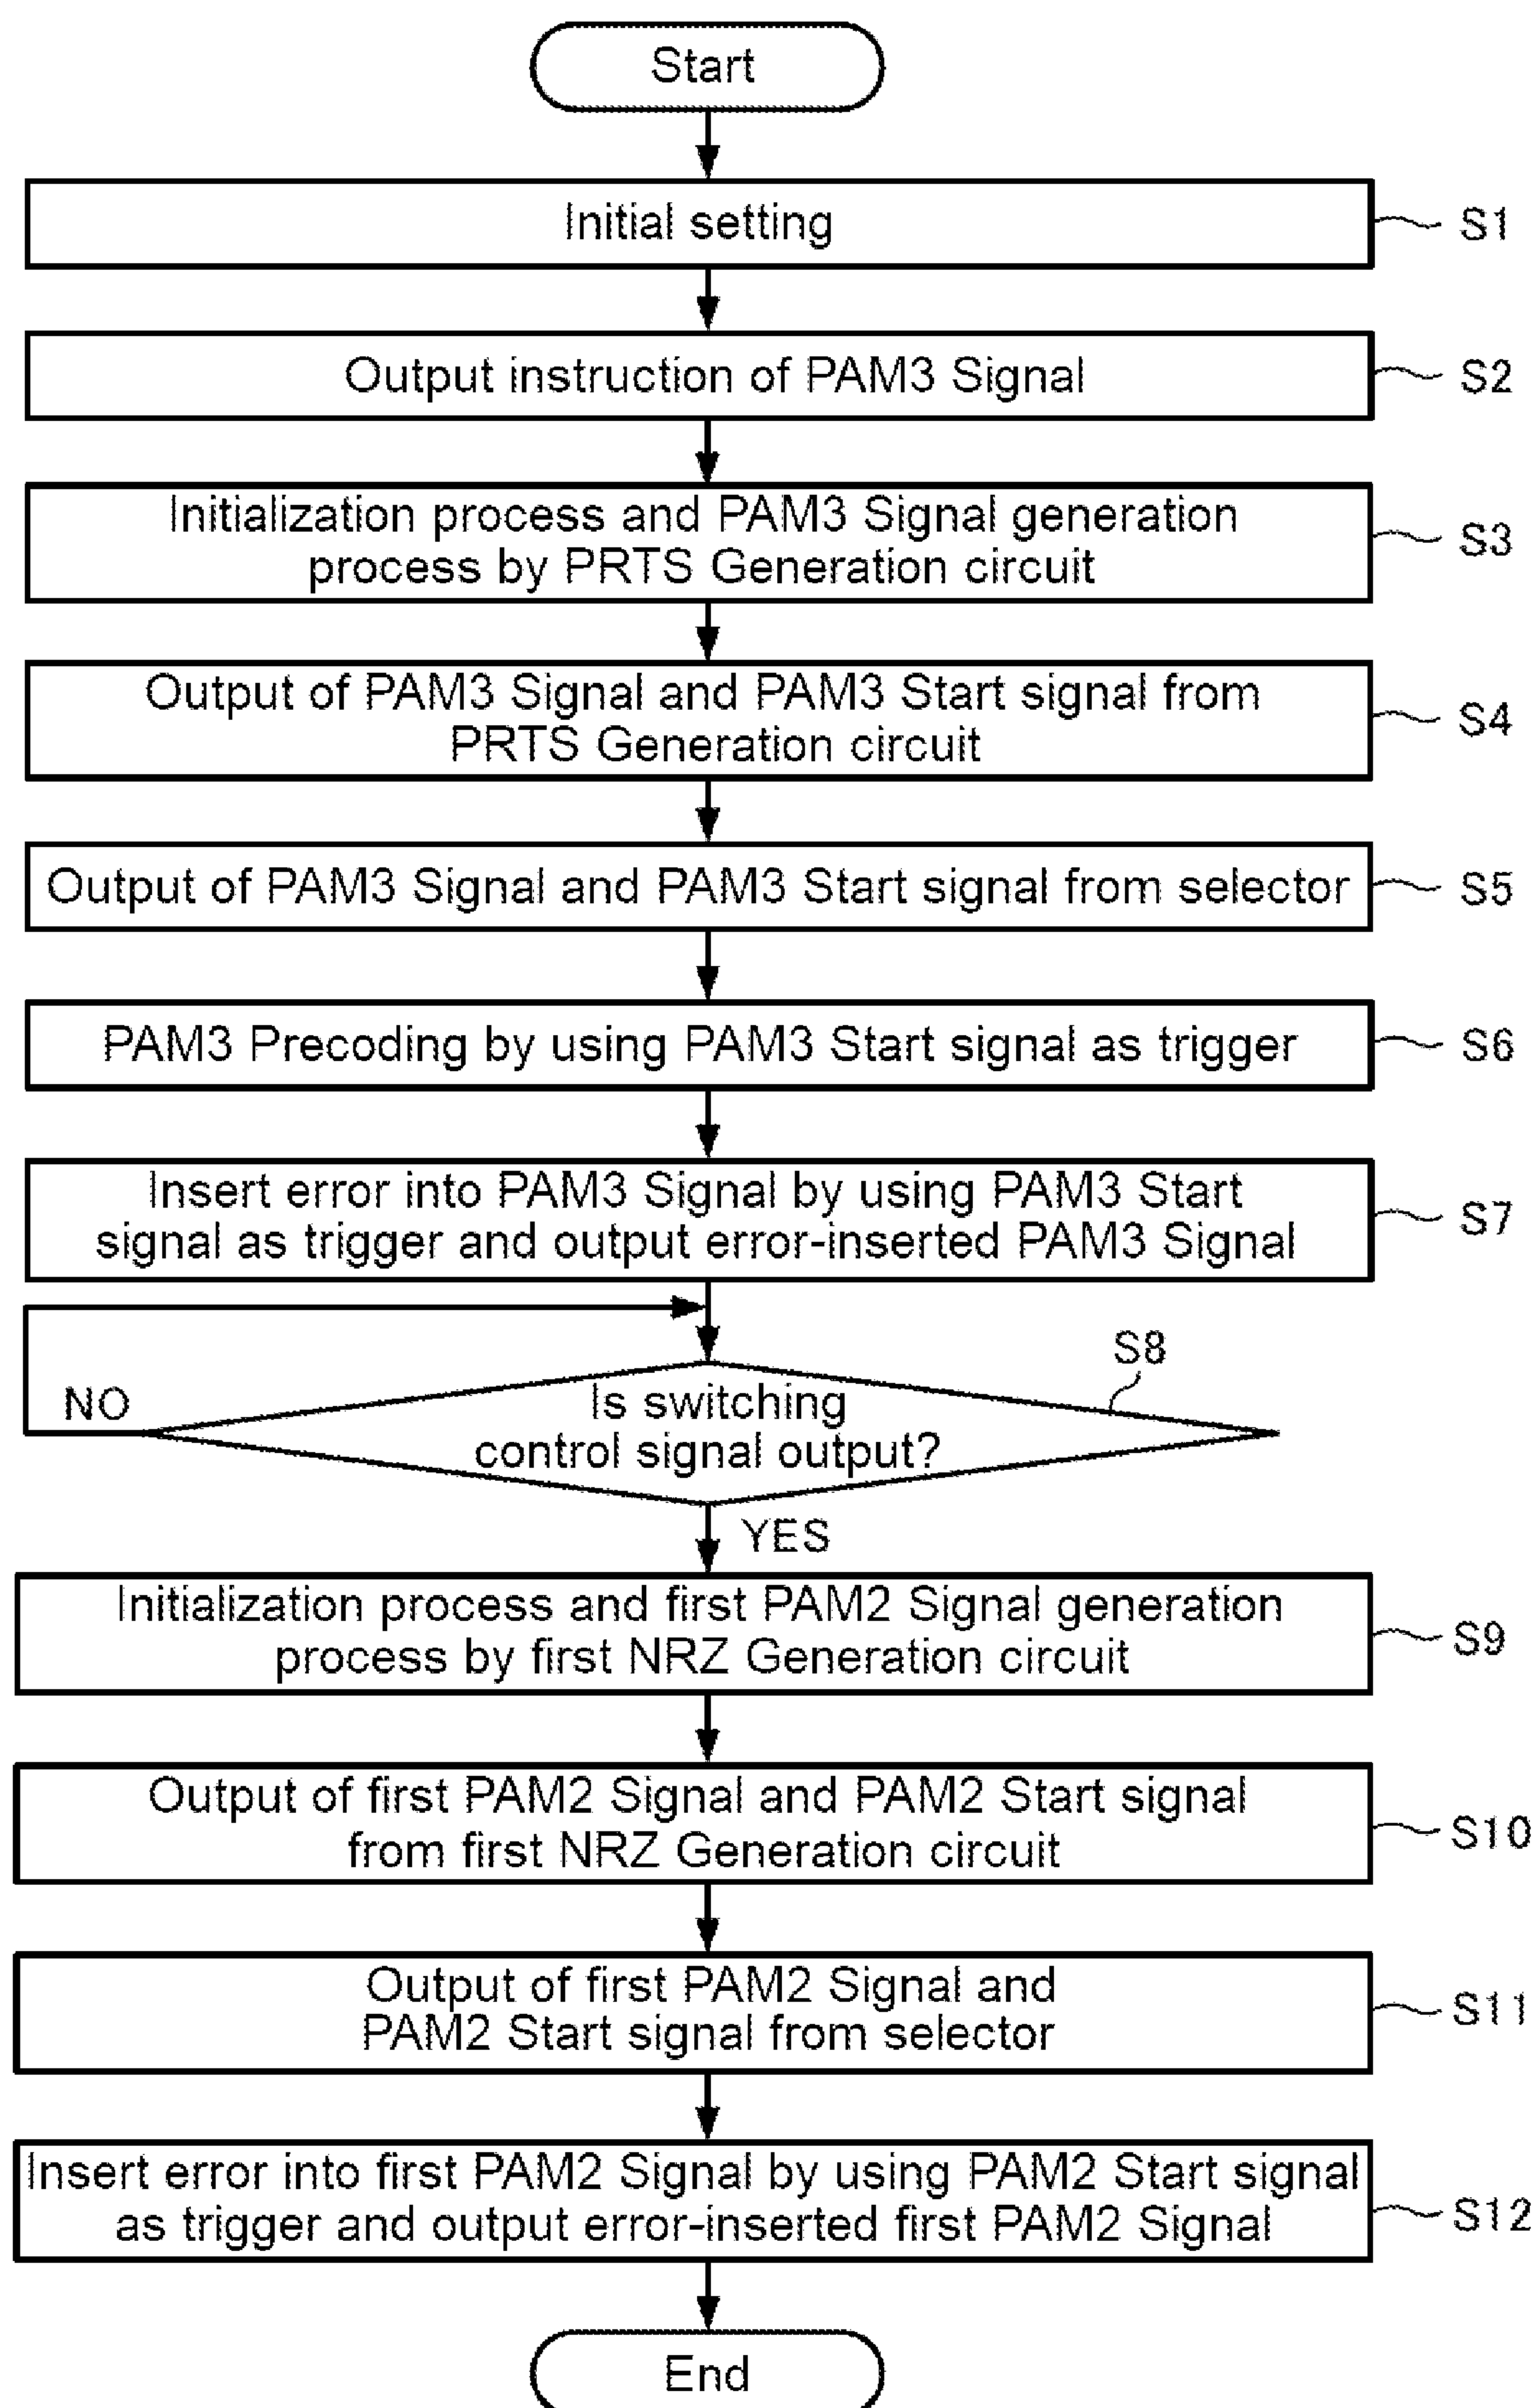 Start
Initial setting
S1
Output instruction of PAM3 Signal
S2
Initialization process and PAM3 Signal generation
process by PRTS Generation circuit
S3
Output of PAM3 Signal and PAM3 Start signal from
PRTS Generation circuit
S4
Output of PAM3 Signal and PAM3 Start signal from selector
S5
PAM3 Precoding by using PAM3 Start signal as trigger
S6
Insert error into PAM3 Signal by using PAM3 Start
signal as trigger and output error-inserted PAM3 Signal
S7
S8
NO
Is switching
control signal output?
YES
Initialization process and first PAM2 Signal generation
process by first NRZ Generation circuit
S9
Output of first PAM2 Signal and PAM2 Start signal
from first NRZ Generation circuit
S10
Output of first PAM2 Signal and
PAM2 Start signal from selector
S11
Insert error into first PAM2 Signal by using PAM2 Start signal
as trigger and output error-inserted first PAM2 Signal
S12
End